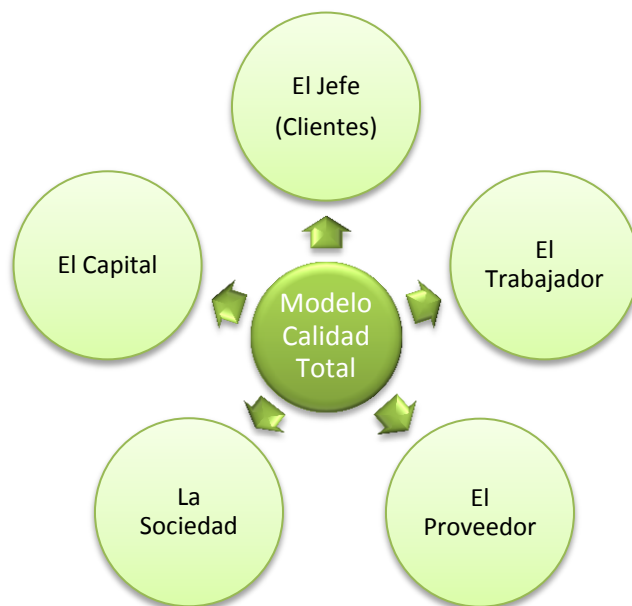 El Jefe
(Clientes)
El Capital
El
Trabajador
Modelo
Calidad
Total
La
Sociedad
El
Proveedor